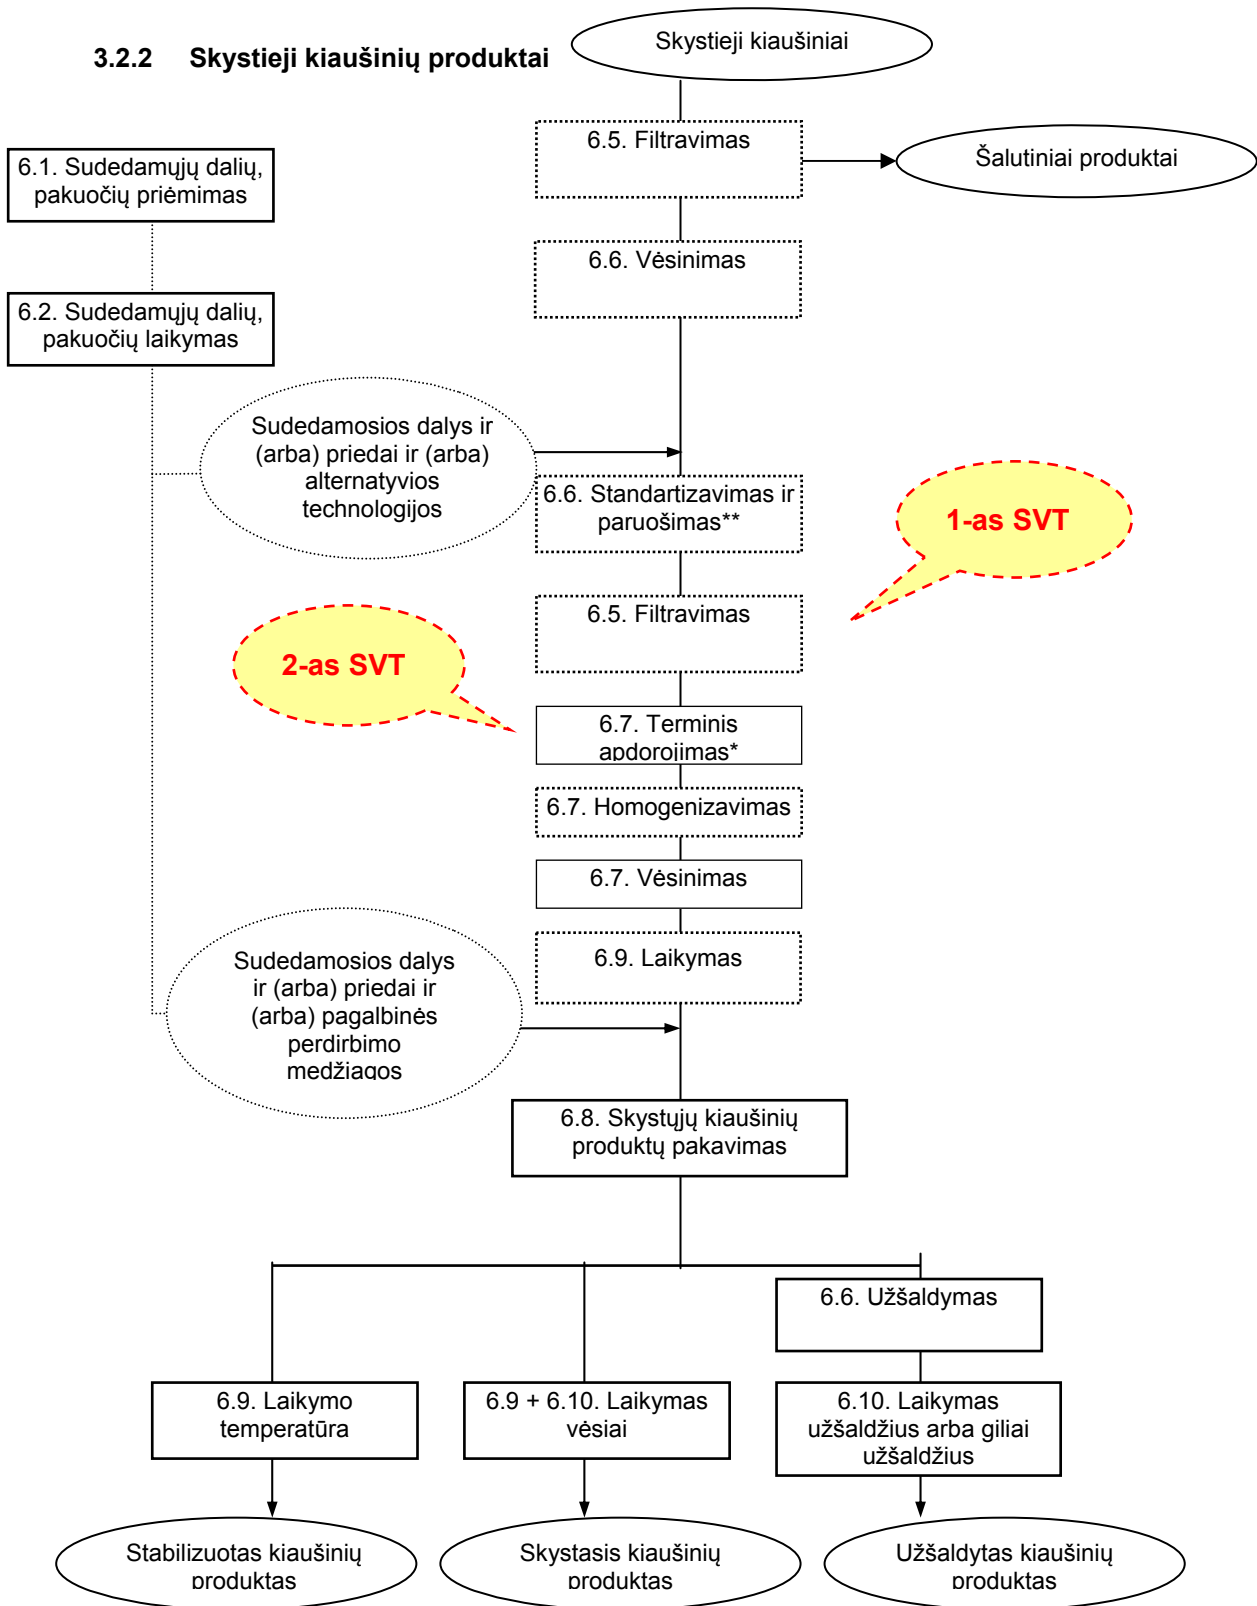 3.2.2 Skystieji kiaušinių produktai
Skystieji kiaušiniai
6.5. Filtravimas
Šalutiniai produktai
6.1. Sudedamųjų dalių,
pakuočių priėmimas
6.6. Vėsinimas
6.2. Sudedamųjų dalių,
pakuočių laikymas
Sudedamosios dalys ir
(arba) priedai ir (arba)
alternatyvios
technologijos
6.6. Standartizavimas ir
paruošimas**
1-as SVT
6.5. Filtravimas
2-as SVT
6.7. Terminis
apdorojimas*
6.7. Homogenizavimas
6.7. Vėsinimas
6.9. Laikymas
Sudedamosios dalys
ir (arba) priedai ir
(arba) pagalbinės
perdirbimo
medžiagos
6.8. Skystųjų kiaušinių
produktų pakavimas
6.6. Užšaldymas
6.9. Laikymo
temperatūra
6.9 + 6.10. Laikymas
vėsiai
6.10. Laikymas
užšaldžius arba giliai
užšaldžius
Stabilizuotas kiaušinių
produktas
Skystasis kiaušinių
produktas
Užšaldytas kiaušinių
produktas